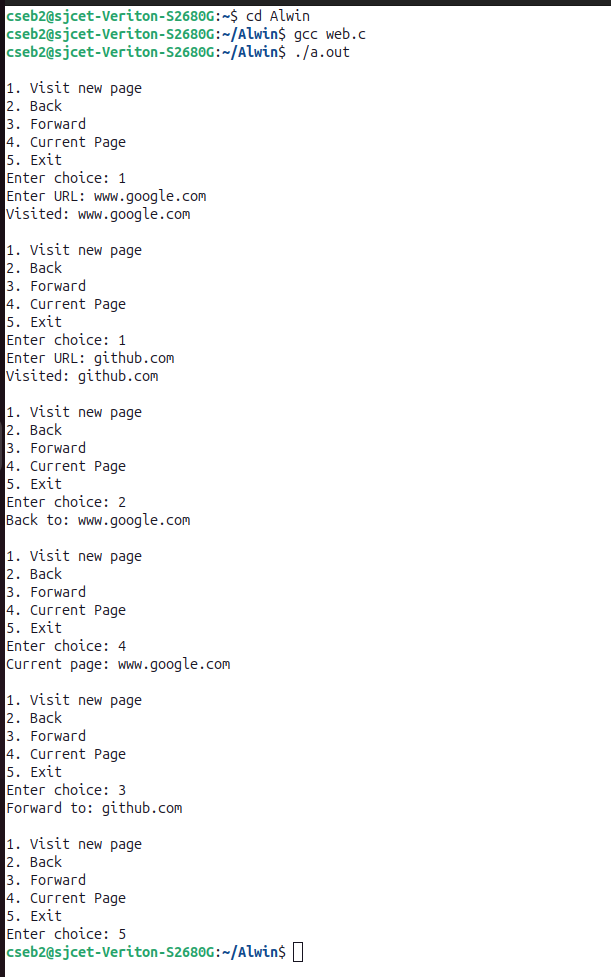 cseb2@sjcet-Veriton-S2680G:~$ cd Alwin
cseb2@sjcet-Veriton-S2680G:~/Alwin$ gcc web.c
cseb2@sjcet-Veriton-S2680G:~/Alwin$ ./a.out

1. Visit new page
2. Back
3. Forward
4. Current Page
5. Exit
Enter choice: 1
Enter URL: www.google.com
Visited: www.google.com

1. Visit new page
2. Back
3. Forward
4. Current Page
5. Exit
Enter choice: 1
Enter URL: github.com
Visited: github.com

1. Visit new page
2. Back
3. Forward
4. Current Page
5. Exit
Enter choice: 2
Back to: www.google.com

1. Visit new page
2. Back
3. Forward
4. Current Page
5. Exit
Enter choice: 4
Current page: www.google.com

1. Visit new page
2. Back
3. Forward
4. Current Page
5. Exit
Enter choice: 3
Forward to: github.com

1. Visit new page
2. Back
3. Forward
4. Current Page
5. Exit
Enter choice: 5
cseb2@sjcet-Veriton-S2680G:~/Alwin$